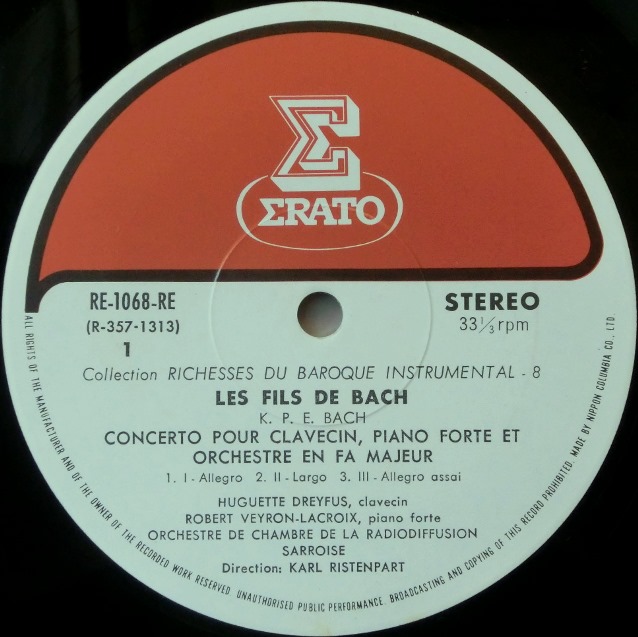 Σ
ΣRATO
RE-1068-RE
(R-357-1313)
1
STEREO
33 1/3 rpm
Collection RICHESSES DU BAROQUE INSTRUMENTAL - 8
LES FILS DE BACH
K. P. E. BACH
CONCERTO POUR CLAVECIN, PIANO FORTE ET
ORCHESTRE EN FA MAJEUR
1. I - Allegro 2. II - Largo 3. III - Allegro assai
HUGUETTE DREYFUS, clavecin
ROBERT VEYRON-LACROIX, piano forte
ORCHESTRE DE CHAMBRE DE LA RADIODIFFUSION
SARROISE
Direction: KARL RISTENPART
ALL RIGHTS OF THE MANUFACTURER AND OF THE OWNER OF THE RECORDED WORK RESERVED. UNAUTHORISED PUBLIC PERFORMANCE, BROADCASTING AND COPYING OF THIS RECORD PROHIBITED. MADE BY NIPPON COLUMBIA CO., LTD.